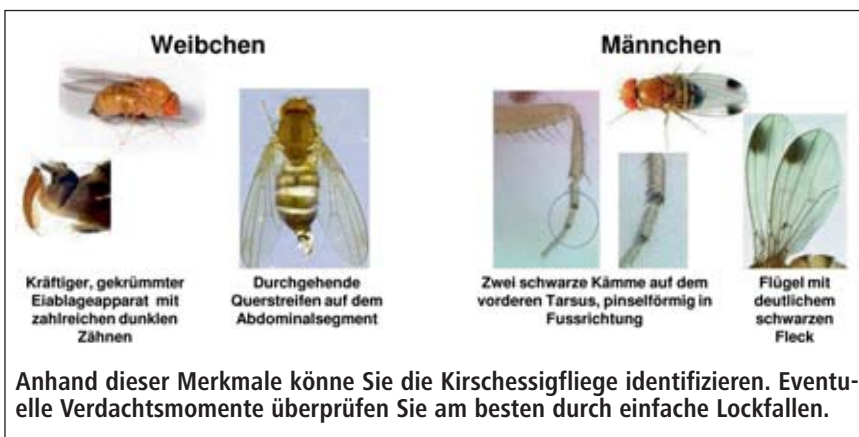 Weibchen
Männchen
Kräftiger, gekrümmter
Eiablageapparat mit
zahlreichen dunklen
Zähnen
Durchgehende
Querstreifen auf dem
Abdominalsegment
Zwei schwarze Kämme auf dem
vorderen Tarsus, pinselförmig in
Fussrichtung
Flügel mit
deutlichem
schwarzen
Fleck
Anhand dieser Merkmale könne Sie die Kirschessigfliege identifizieren. Eventu-
elle Verdachtsmomente überprüfen Sie am besten durch einfache Lockfallen.